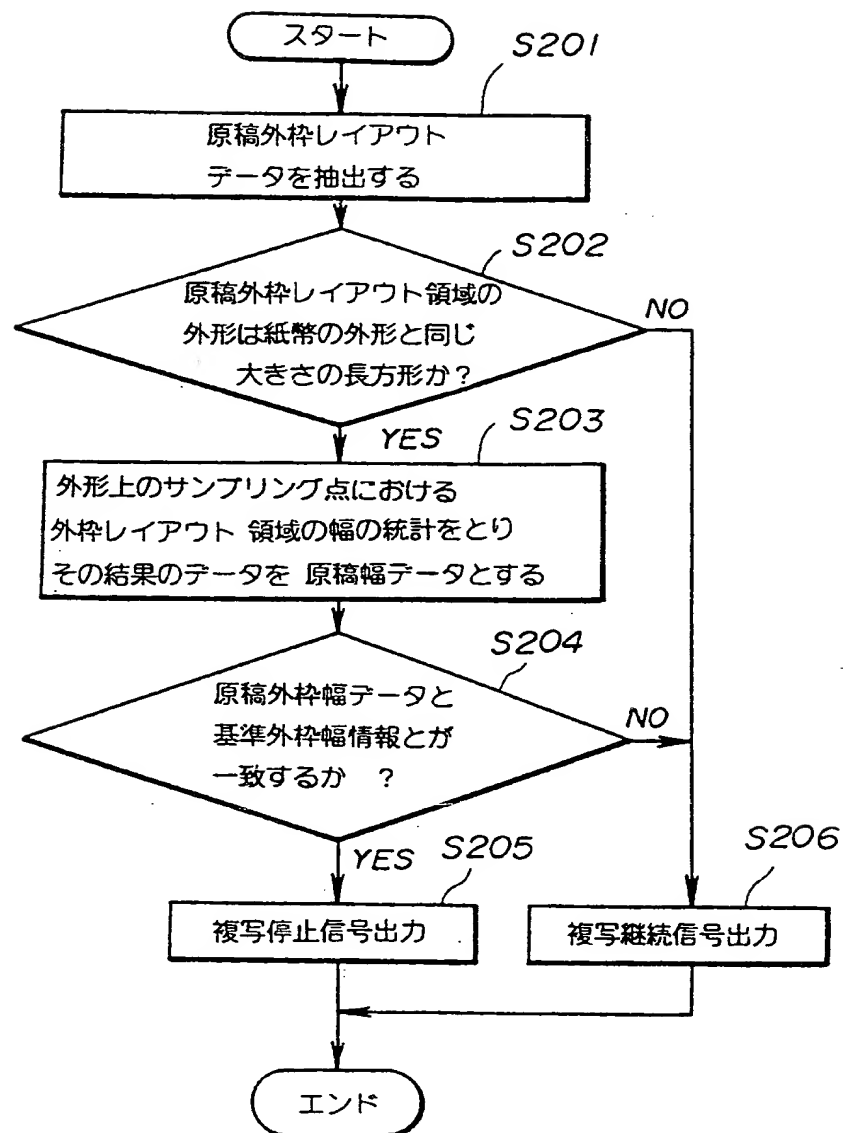 スタート
S201
原稿外枠レイアウト
データを抽出する
S202
原稿外枠レイアウト領域の
外形は紙幣の外形と同じ
大きさの長方形か?
NO
YES
S203
外形上のサンプリング点における
外枠レイアウト 領域の幅の統計をとり
その結果のデータを 原稿幅データとする
S204
原稿外枠幅データと
基準外枠幅情報とが
一致するか ?
NO
YES
S205
S206
複写停止信号出力
複写継続信号出力
エンド